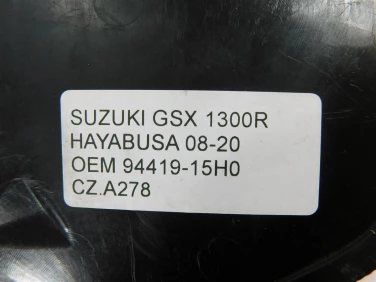 SUZUKI GSX 1300R
HAYABUSA 08-20
OEM 94419-15H0
CZ.A278